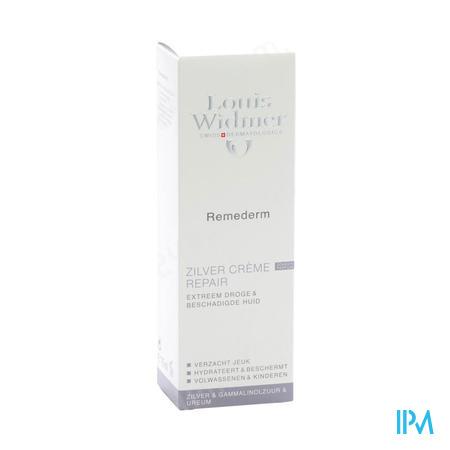 Louis
Widmer
SWISS DERMATOLOGICA
Remederm
ZILVER CRÈME
REPAIR
EXTREEM DROGE &
BESCHADIGDE HUID
VERZACHT JEUK
HYDRATEERT & BESCHERMT
VOLWASSENEN & KINDEREN
ZILVER & GAMMALINOLZUUR &
UREUM
IPM